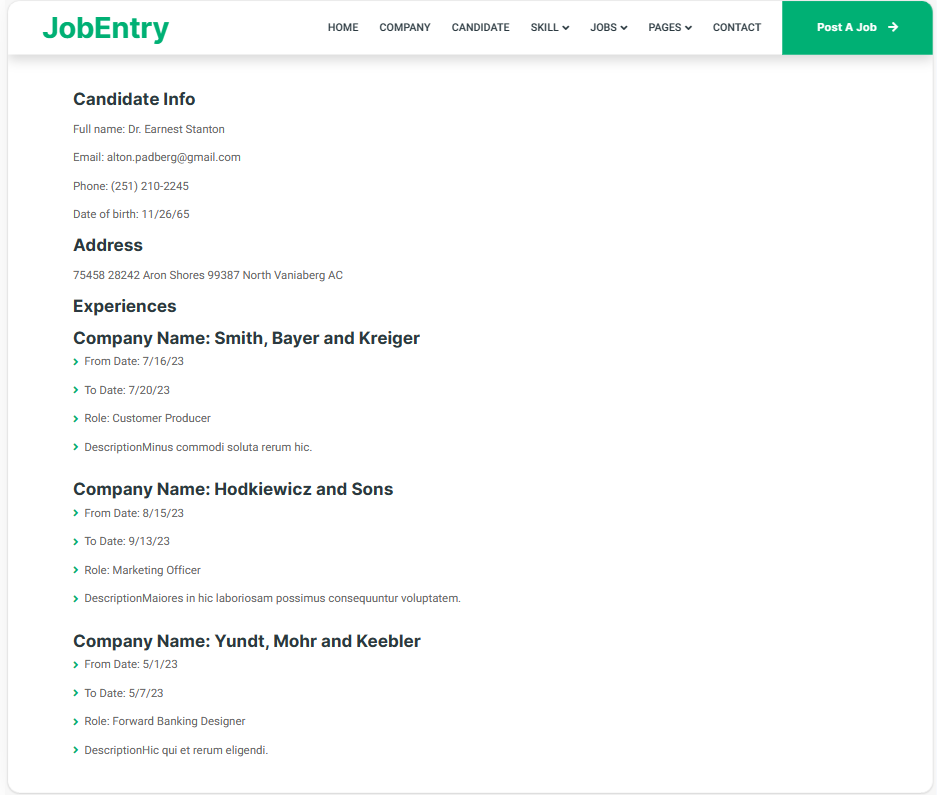 JobEntry
HOME COMPANY CANDIDATE SKILL JOBS PAGES CONTACT Post A Job
Candidate Info
Full name: Dr. Earnest Stanton
Email: alton.padberg@gmail.com
Phone: (251) 210-2245
Date of birth: 11/26/65
Address
75458 28242 Aron Shores 99387 North Vaniaberg AC
Experiences
Company Name: Smith, Bayer and Kreiger
From Date: 7/16/23
To Date: 7/20/23
Role: Customer Producer
DescriptionMinus commodi soluta rerum hic.
Company Name: Hodkiewicz and Sons
From Date: 8/15/23
To Date: 9/13/23
Role: Marketing Officer
DescriptionMaiores in hic laboriosam possimus consequuntur voluptatem.
Company Name: Yundt, Mohr and Keebler
From Date: 5/1/23
To Date: 5/7/23
Role: Forward Banking Designer
DescriptionHic qui et rerum eligendi.